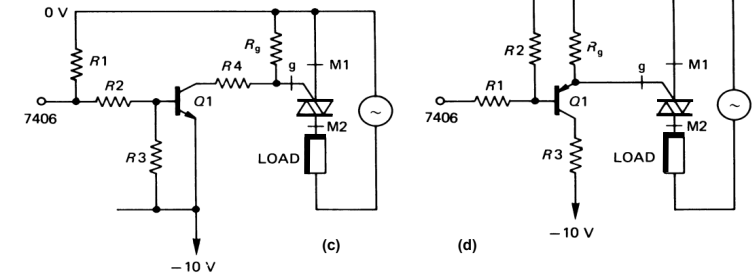 0 V
R1
R2
R4
Rg
g
M1
7406
Q1
M2
R3
LOAD
~
−10 V
(c)
R2
Rg
g
M1
R1
7406
Q1
M2
R3
LOAD
~
−10 V
(d)